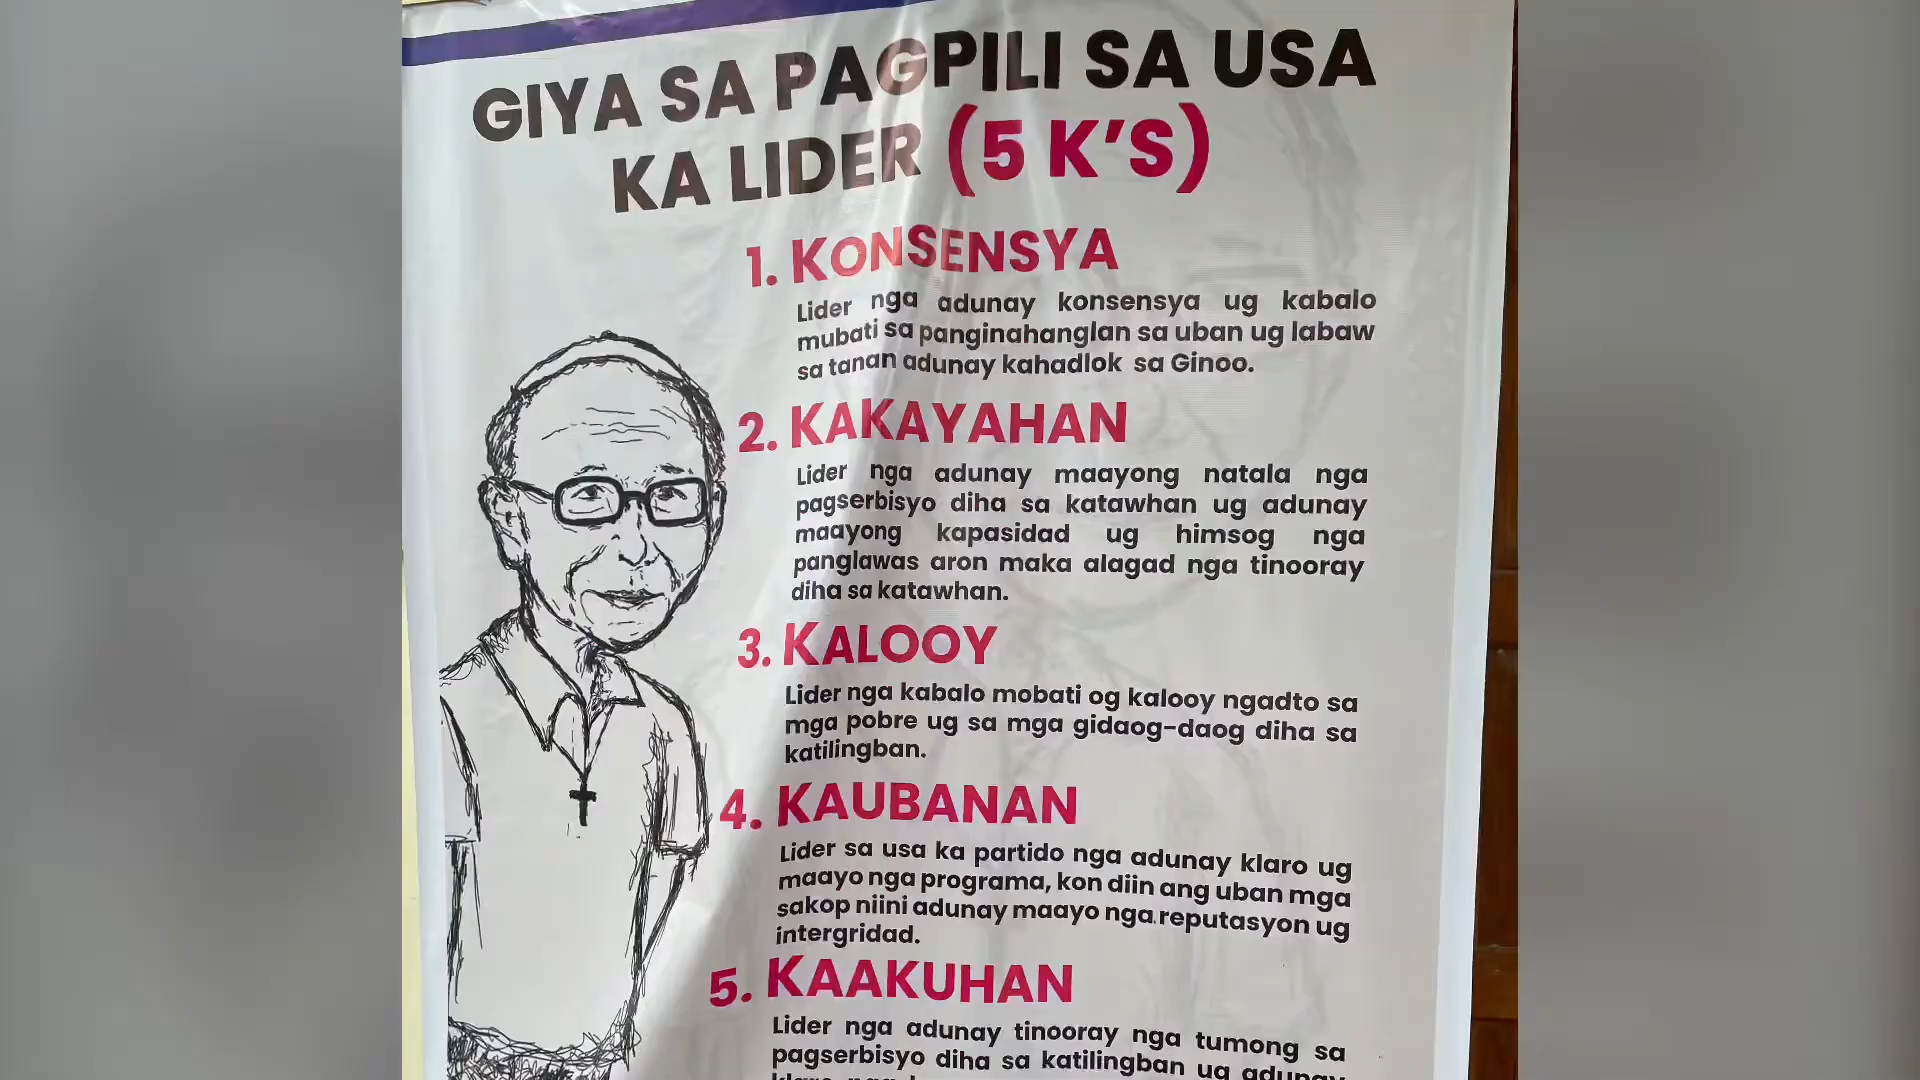 GIYA SA PAGPILI SA USA
KA LIDER (5 K'S)
1. KONSENSYA
Lider nga adunay konsensya ug kabalo
mubati sa panginahanglan sa uban ug labaw
sa tanan adunay kahadlok sa Ginoo.
2. KAKAYAHAN
Lider nga adunay maayong natala nga
pagserbisyo diha sa katawhan ug adunay
maayong kapasidad ug himsog nga
panglawas aron maka alagad nga tinooray
diha sa katawhan.
3. KALOOY
Lider nga kabalo mobati og kalooy ngadto sa
mga pobre ug sa mga gidaog-daog diha sa
katilingban.
4. KAUBANAN
Lider sa usa ka partido nga adunay klaro ug
maayo nga programa, kon diin ang uban mga
sakop niini adunay maayo nga reputasyon ug
intergridad.
5. KAAKUHAN
Lider nga adunay tinooray nga tumong sa
pagserbisyo diha sa katilingban ug adunay